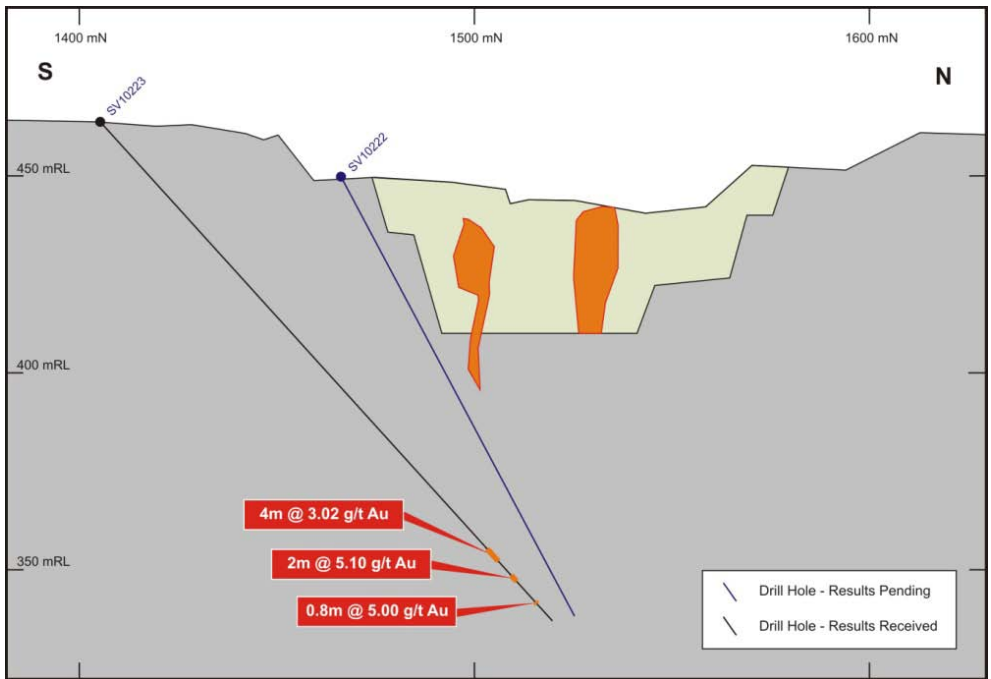 1400 mN
1500 mN
1600 mN
S
N
SV10223
SV10222
450 mRL
400 mRL
350 mRL
4m @ 3.02 g/t Au
2m @ 5.10 g/t Au
0.8m @ 5.00 g/t Au
Drill Hole - Results Pending
Drill Hole - Results Received